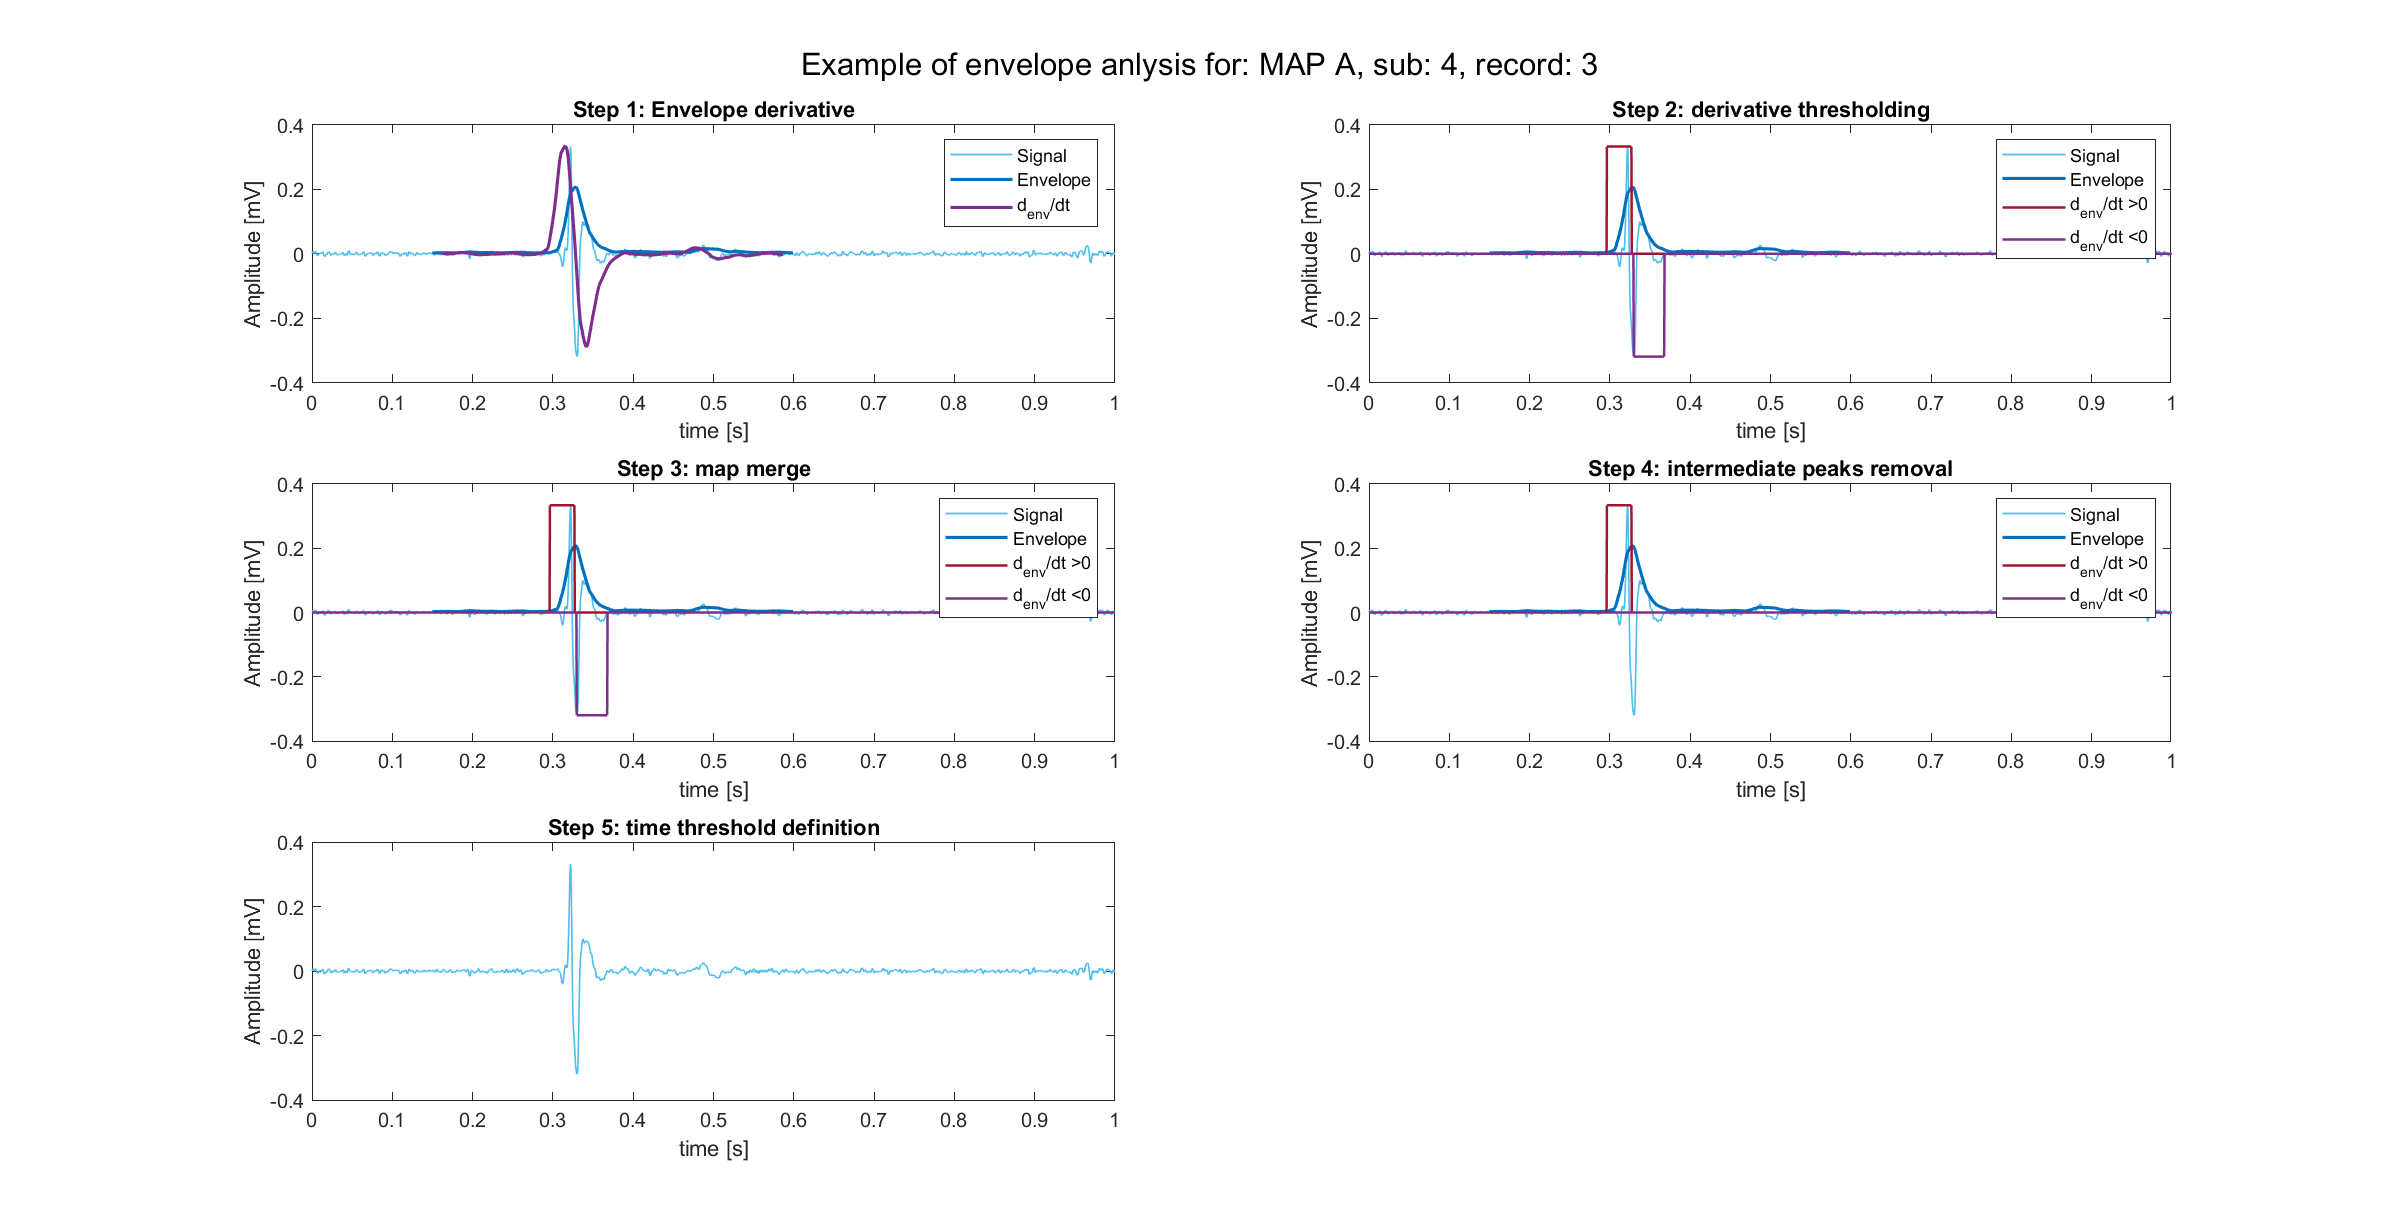 Example of envelope anlysis for: MAP A, sub: 4, record: 3
Step 1: Envelope derivative
Amplitude [mV]
0.4
0.2
0
-0.2
-0.4
0 0.1 0.2 0.3 0.4 0.5 0.6 0.7 0.8 0.9 1
time [s]
Signal
Envelope
d_env/dt
Step 2: derivative thresholding
Amplitude [mV]
0.4
0.2
0
-0.2
-0.4
0 0.1 0.2 0.3 0.4 0.5 0.6 0.7 0.8 0.9 1
time [s]
Signal
Envelope
d_env/dt >0
d_env/dt <0
Step 3: map merge
Amplitude [mV]
0.4
0.2
0
-0.2
-0.4
0 0.1 0.2 0.3 0.4 0.5 0.6 0.7 0.8 0.9 1
time [s]
Signal
Envelope
d_env/dt >0
d_env/dt <0
Step 4: intermediate peaks removal
Amplitude [mV]
0.4
0.2
0
-0.2
-0.4
0 0.1 0.2 0.3 0.4 0.5 0.6 0.7 0.8 0.9 1
time [s]
Signal
Envelope
d_env/dt >0
d_env/dt <0
Step 5: time threshold definition
Amplitude [mV]
0.4
0.2
0
-0.2
-0.4
0 0.1 0.2 0.3 0.4 0.5 0.6 0.7 0.8 0.9 1
time [s]